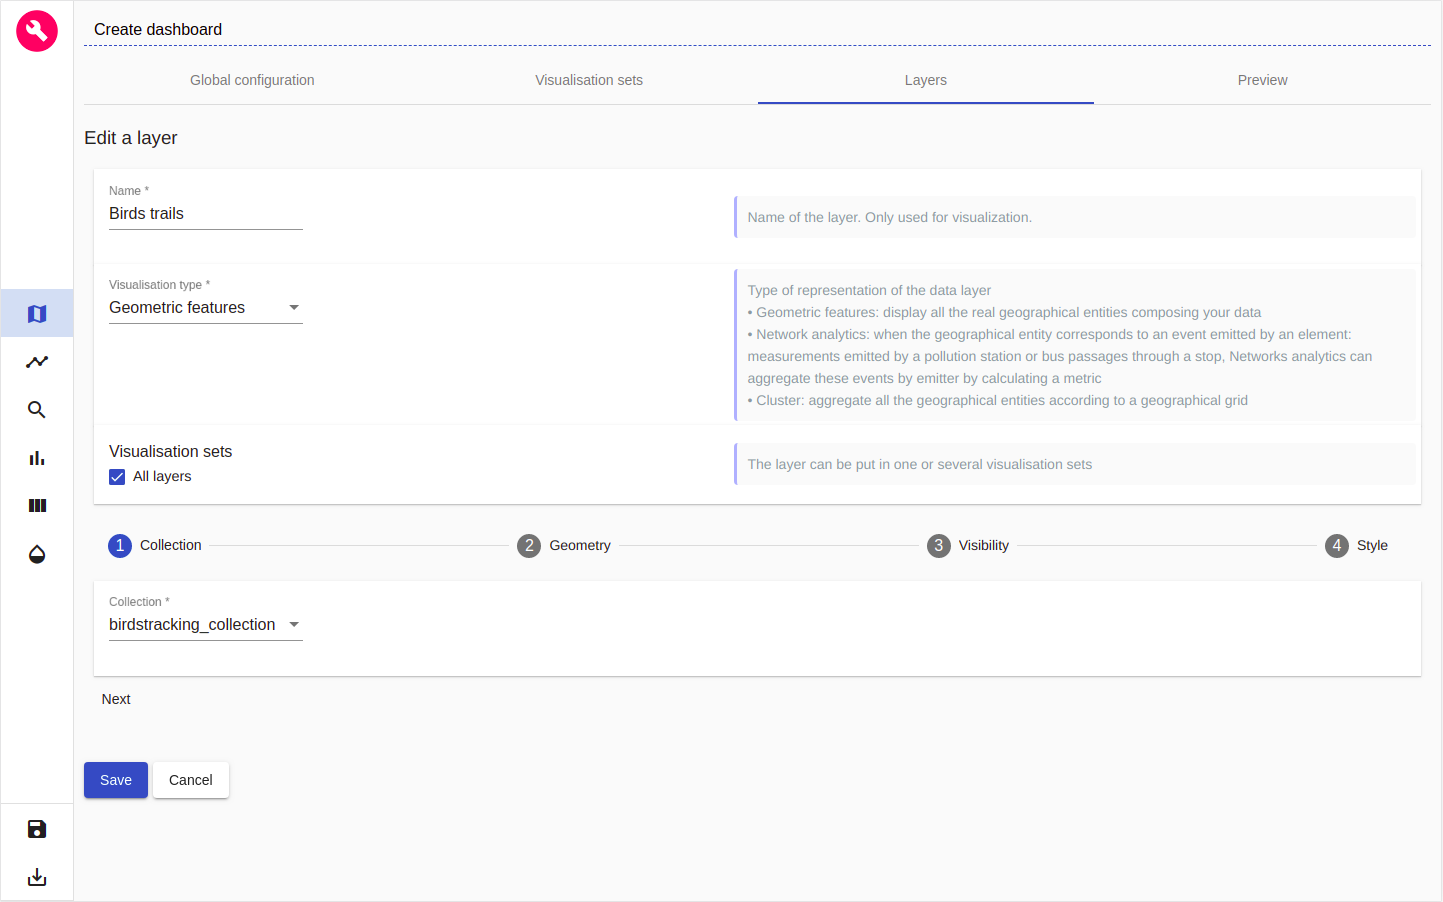 Create dashboard
Global configuration
Visualisation sets
Layers
Preview
Edit a layer
Name *
Birds trails
Name of the layer. Only used for visualization.
Visualisation type *
Geometric features
Type of representation of the data layer
• Geometric features: display all the real geographical entities composing your data
• Network analytics: when the geographical entity corresponds to an event emitted by an element:
measurements emitted by a pollution station or bus passages through a stop, Networks analytics can
aggregate these events by emitter by calculating a metric
• Cluster: aggregate all the geographical entities according to a geographical grid
Visualisation sets
All layers
The layer can be put in one or several visualisation sets
1 Collection
2 Geometry
3 Visibility
4 Style
Collection *
birdstracking_collection
Next
Save
Cancel